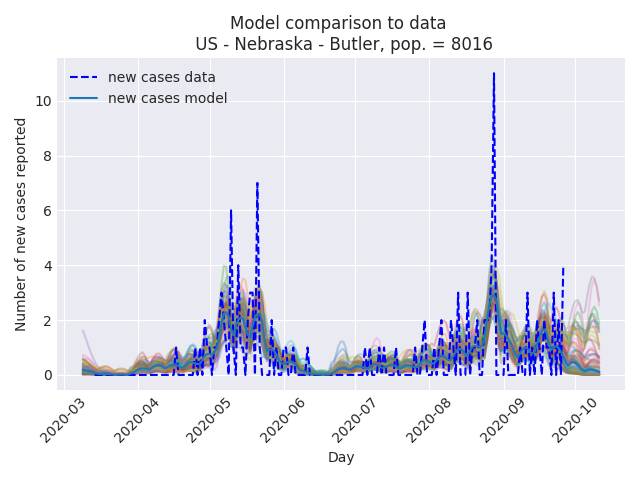 Model comparison to data
US - Nebraska - Butler, pop. = 8016
new cases data
new cases model
Number of new cases reported
10
8
6
4
2
0
2020-03
2020-04
2020-05
2020-06
2020-07
2020-08
2020-09
2020-10
Day